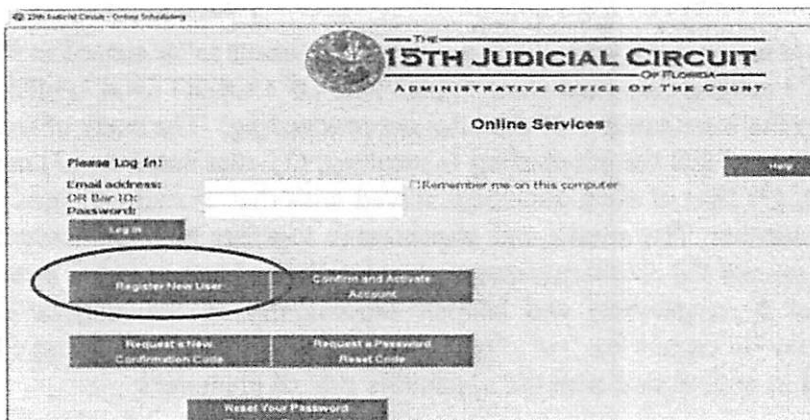 15th Judicial Circuit - Online Scheduling
THE
15TH JUDICIAL CIRCUIT
OF FLORIDA
ADMINISTRATIVE OFFICE OF THE COURT
Online Services
Please Log In:
Help
Email address:
Remember me on this computer
OR Bar ID:
Password:
Log In
Register New User
Confirm and Activate
Account
Request a New
Confirmation Code
Request a Password
Reset Code
Reset Your Password